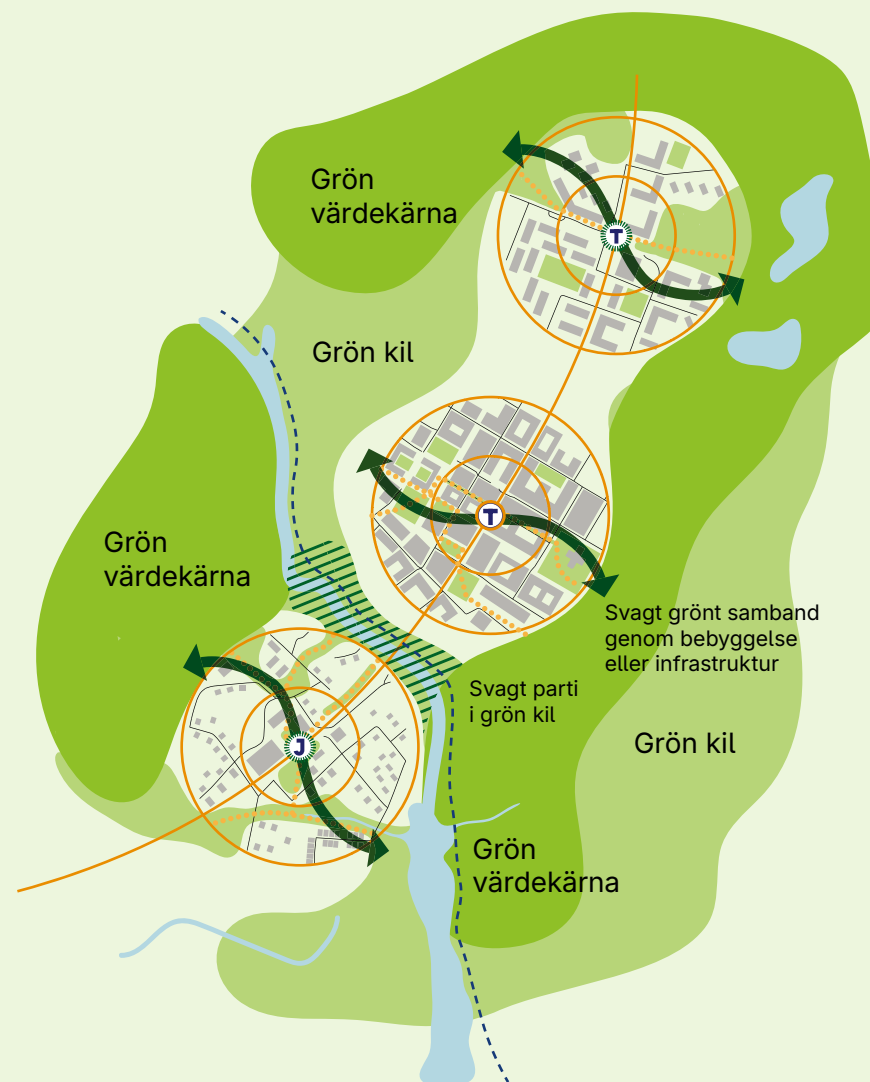 Grön
värdekärna
T
Grön kil
T
Grön
värdekärna
Svagt grönt samband
genom bebyggelse
eller infrastruktur
Svagt parti
i grön kil
Grön kil
J
Grön
värdekärna